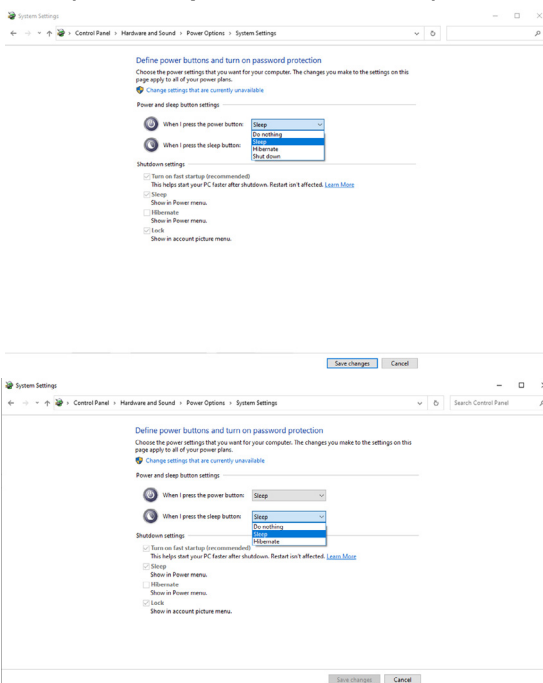 System Settings
Control Panel > Hardware and Sound > Power Options > System Settings
Define power buttons and turn on password protection
Choose the power settings that you want for your computer. The changes you make to the settings on this
page apply to all of your power plans.
Change settings that are currently unavailable
Power and sleep button settings
When I press the power button: Sleep
Do nothing
Sleep
Hibernate
Shut down
When I press the sleep button:
Shutdown settings
Turn on fast startup (recommended)
This helps start your PC faster after shutdown. Restart isn't affected. Learn More
Sleep
Show in Power menu.
Hibernate
Show in Power menu.
Lock
Show in account picture menu.
Save changes Cancel
System Settings
Control Panel > Hardware and Sound > Power Options > System Settings Search Control Panel
Define power buttons and turn on password protection
Choose the power settings that you want for your computer. The changes you make to the settings on this
page apply to all of your power plans.
Change settings that are currently unavailable
Power and sleep button settings
When I press the power button: Sleep
When I press the sleep button: Sleep
Do nothing
Sleep
Hibernate
Shutdown settings
Turn on fast startup (recommended)
This helps start your PC faster after shutdown. Restart isn't affected. Learn More
Sleep
Show in Power menu.
Hibernate
Show in Power menu.
Lock
Show in account picture menu.
Save changes Cancel